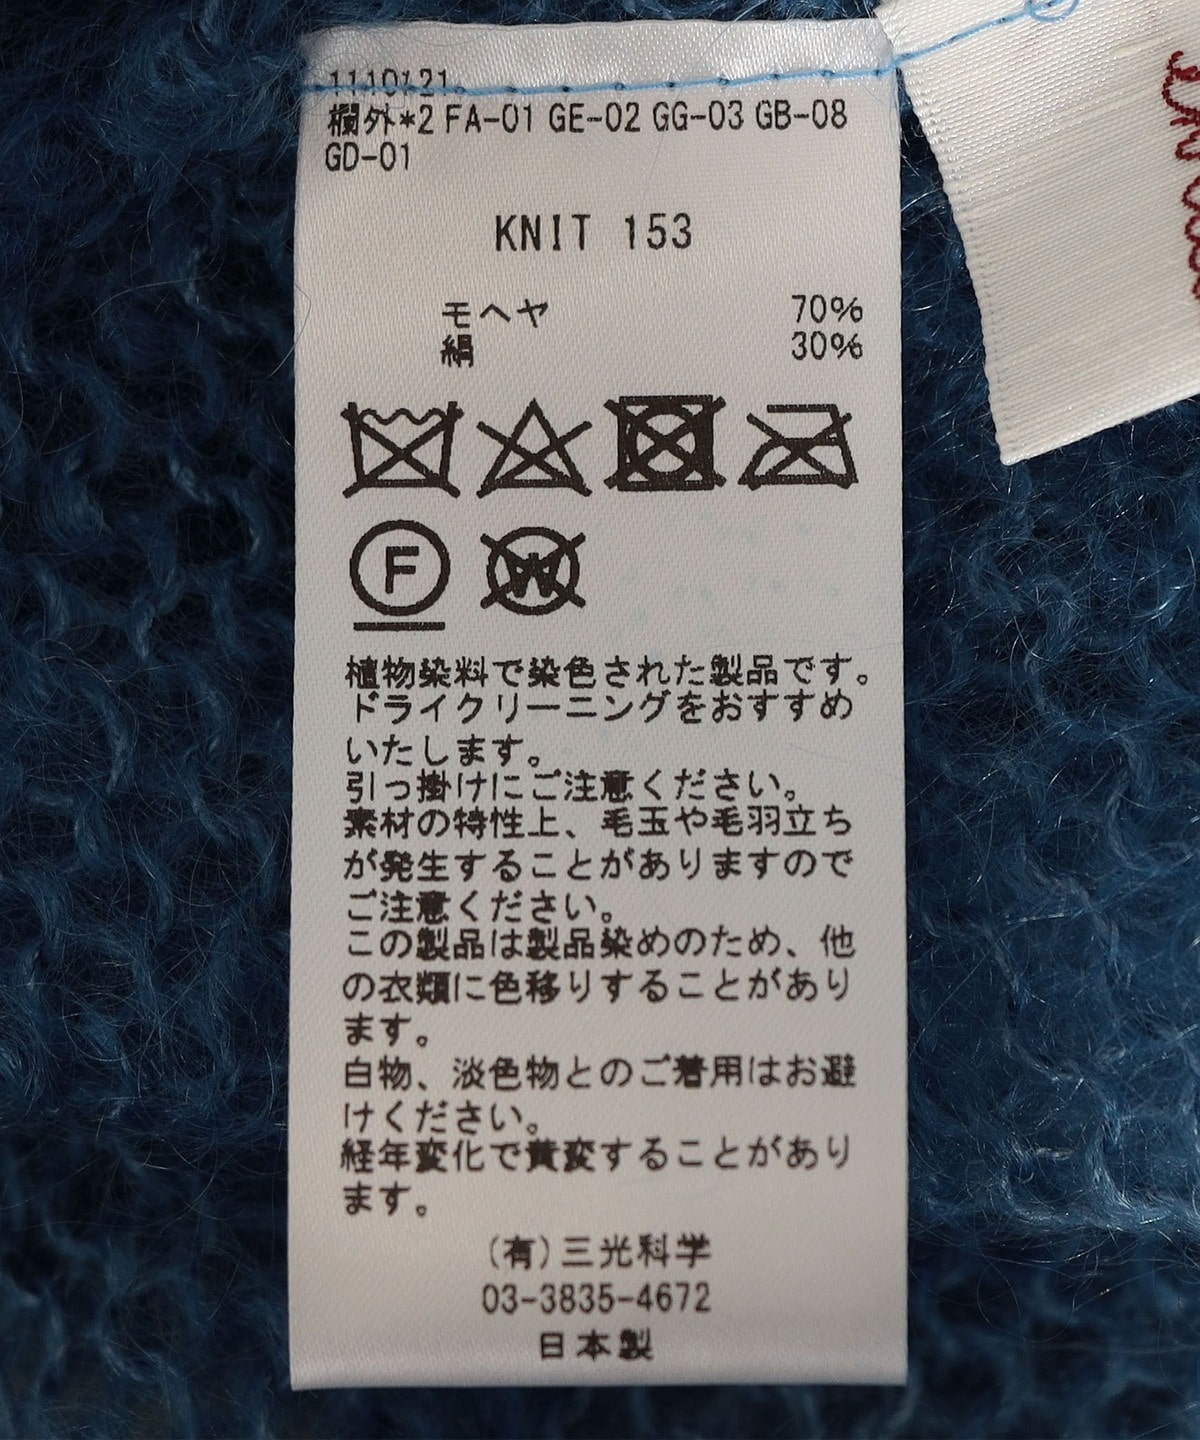 1110121
欄外*2 FA-01 GE-02 GG-03 GB-08
GD-01
KNIT 153
モヘヤ 70%
絹 30%
F
W
植物染料で染色された製品です。
ドライクリーニングをおすすめ
いたします。
引っ掛けにご注意ください。
素材の特性上、毛玉や毛羽立ち
が発生することがありますので
ご注意ください。
この製品は製品染めのため、他
の衣類に色移りすることがあり
ます。
白物、淡色物とのご着用はお避
けください。
経年変化で黄変することがあり
ます。
(有)三光科学
03-3835-4672
日本製